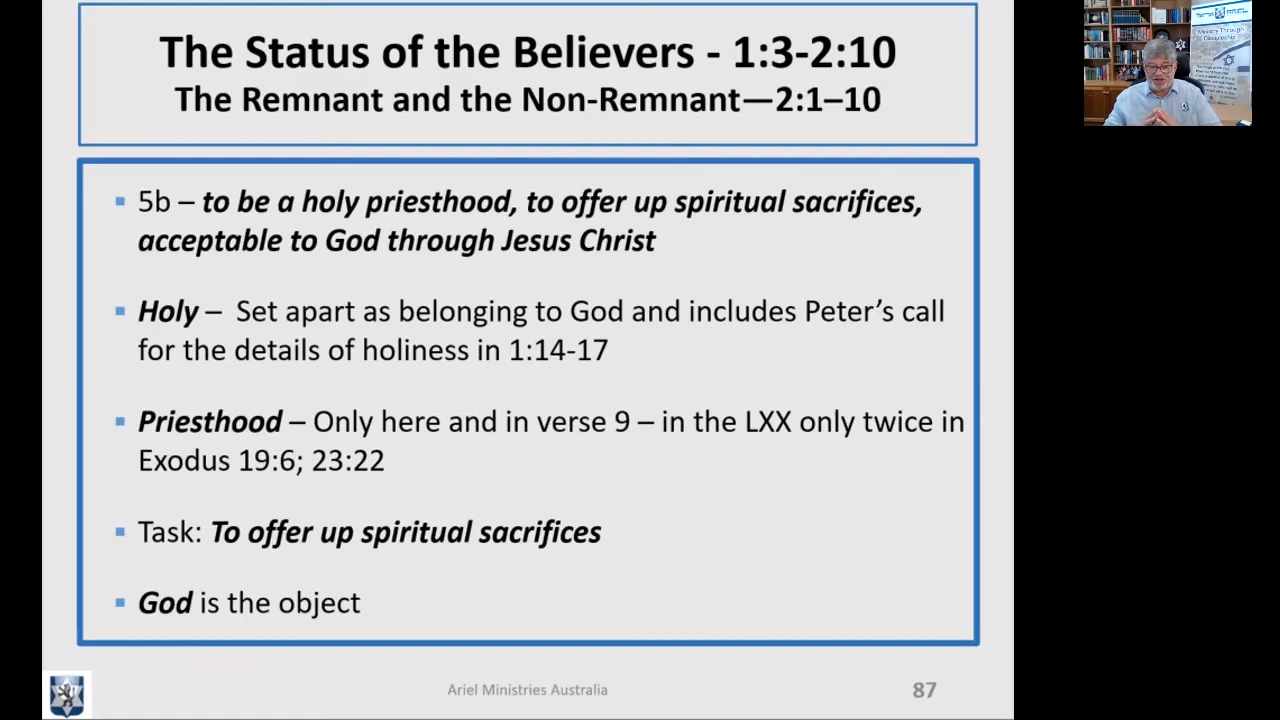 The Status of the Believers - 1:3-2:10
The Remnant and the Non-Remnant—2:1–10
5b – to be a holy priesthood, to offer up spiritual sacrifices,
acceptable to God through Jesus Christ
Holy – Set apart as belonging to God and includes Peter’s call
for the details of holiness in 1:14-17
Priesthood – Only here and in verse 9 – in the LXX only twice in
Exodus 19:6; 23:22
Task: To offer up spiritual sacrifices
God is the object
Ariel Ministries Australia
87
Ministry Through
Discipleship